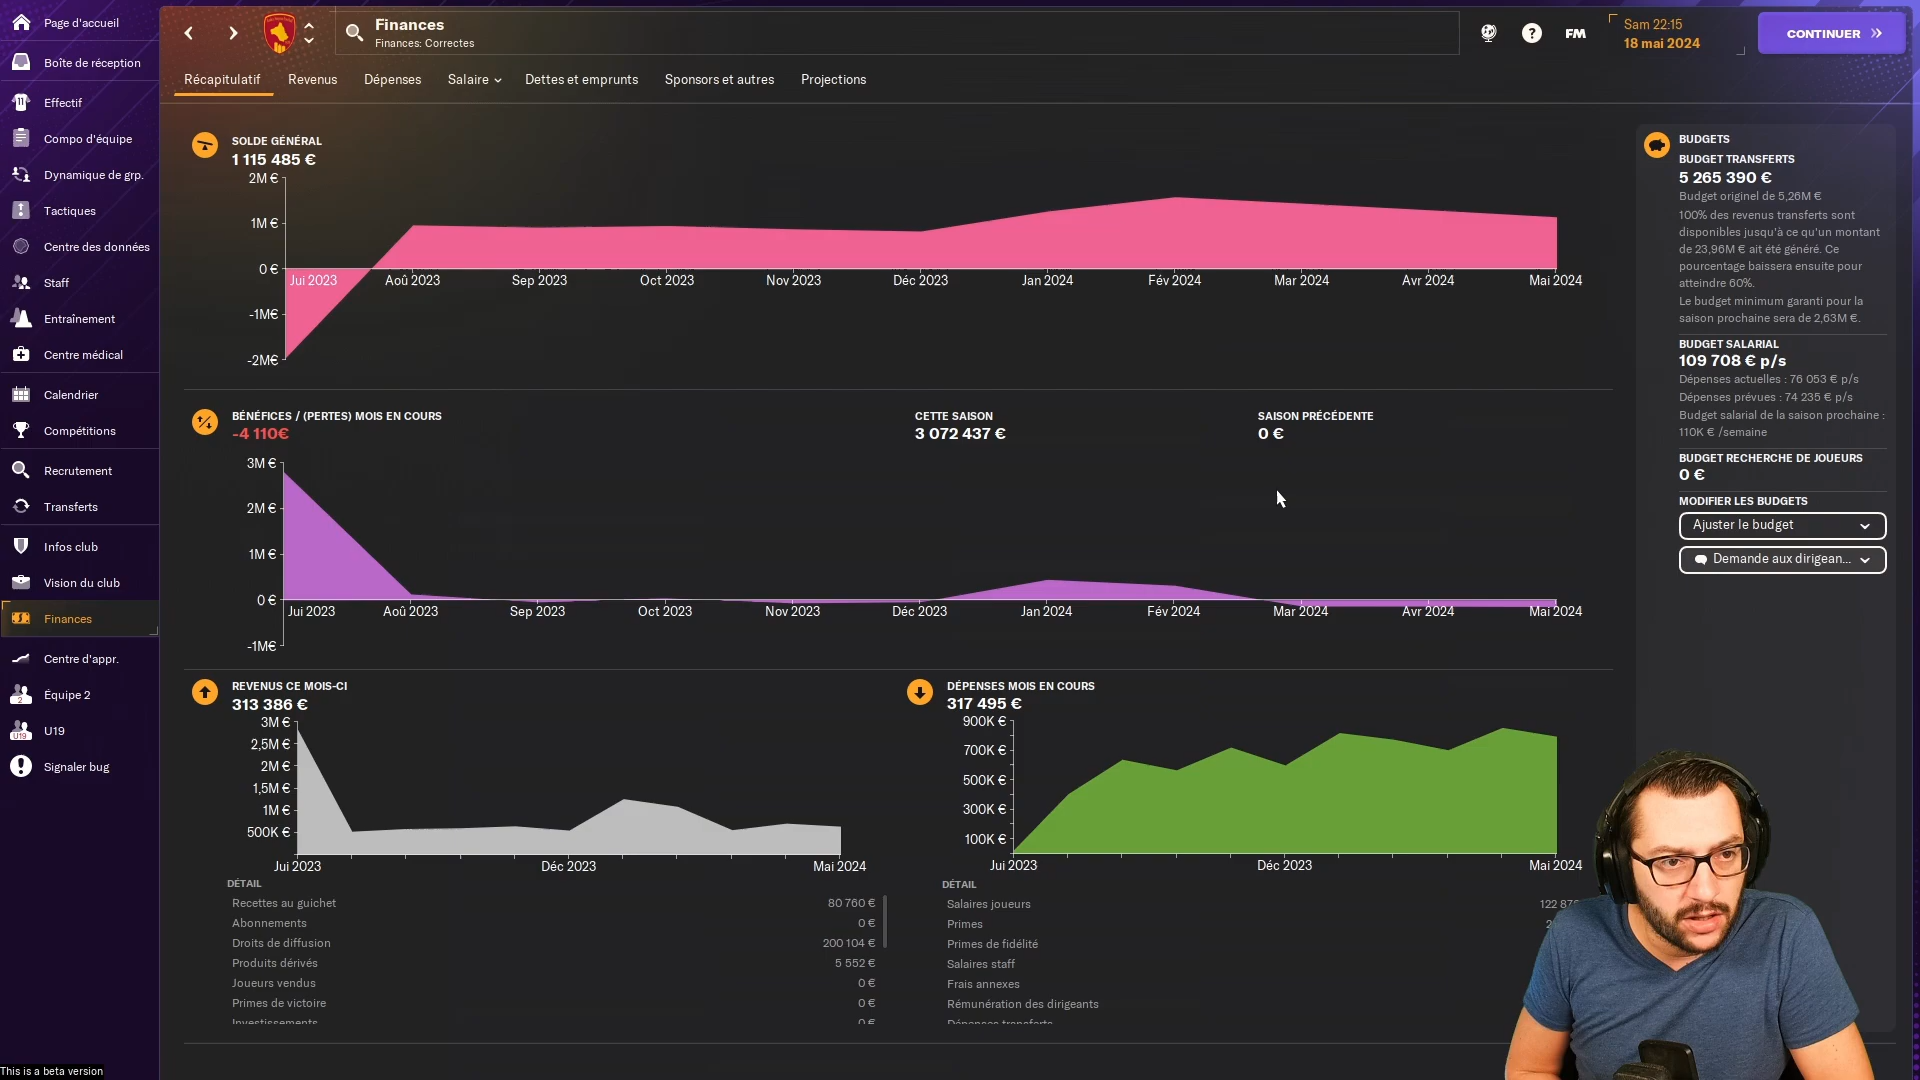 Page d'accueil
Boîte de réception
Effectif
Compo d'équipe
Dynamique de grp.
Tactiques
Centre des données
Staff
Entraînement
Centre médical
Calendrier
Compétitions
Recrutement
Transferts
Infos club
Vision du club
Finances
Centre d'appr.
Équipe 2
U19
Signaler bug
This is a beta version
Finances
Finances: Correctes
FM
Sam 22:15
18 mai 2024
CONTINUER
Récapitulatif
Revenus
Dépenses
Salaire
Dettes et emprunts
Sponsors et autres
Projections
SOLDE GÉNÉRAL
1 115 485 €
2M €
1M €
0 €
-1M€
-2M€
Jui 2023 Aoû 2023 Sep 2023 Oct 2023 Nov 2023 Déc 2023 Jan 2024 Fév 2024 Mar 2024 Avr 2024 Mai 2024
BÉNÉFICES / (PERTES) MOIS EN COURS
-4 110€
CETTE SAISON
3 072 437 €
SAISON PRÉCÉDENTE
0 €
3M €
2M €
1M €
0 €
-1M€
Jui 2023 Aoû 2023 Sep 2023 Oct 2023 Nov 2023 Déc 2023 Jan 2024 Fév 2024 Mar 2024 Avr 2024 Mai 2024
REVENUS CE MOIS-CI
313 386 €
3M €
2,5M €
2M €
1,5M €
1M €
500K €
Jui 2023 Déc 2023 Mai 2024
DÉTAIL
Recettes au guichet 80 760 €
Abonnements 0 €
Droits de diffusion 200 104 €
Produits dérivés 5 552 €
Joueurs vendus 0 €
Primes de victoire 0 €
Investissements 0 €
DÉPENSES MOIS EN COURS
317 495 €
900K €
700K €
500K €
300K €
100K €
Jui 2023 Déc 2023 Mai 2024
DÉTAIL
Salaires joueurs
Primes
Primes de fidélité
Salaires staff
Frais annexes
Rémunération des dirigeants
Dépenses transferts
BUDGETS
BUDGET TRANSFERTS
5 265 390 €
Budget originel de 5,26M €
100% des revenus transferts sont
disponibles jusqu'à ce qu'un montant
de 23,96M € ait été généré. Ce
pourcentage baissera ensuite pour
atteindre 60%.
Le budget minimum garanti pour la
saison prochaine sera de 2,63M €.
BUDGET SALARIAL
109 708 € p/s
Dépenses actuelles : 76 053 € p/s
Dépenses prévues : 74 235 € p/s
Budget salarial de la saison prochaine :
110K € /semaine
BUDGET RECHERCHE DE JOUEURS
0 €
MODIFIER LES BUDGETS
Ajuster le budget
Demande aux dirigean...